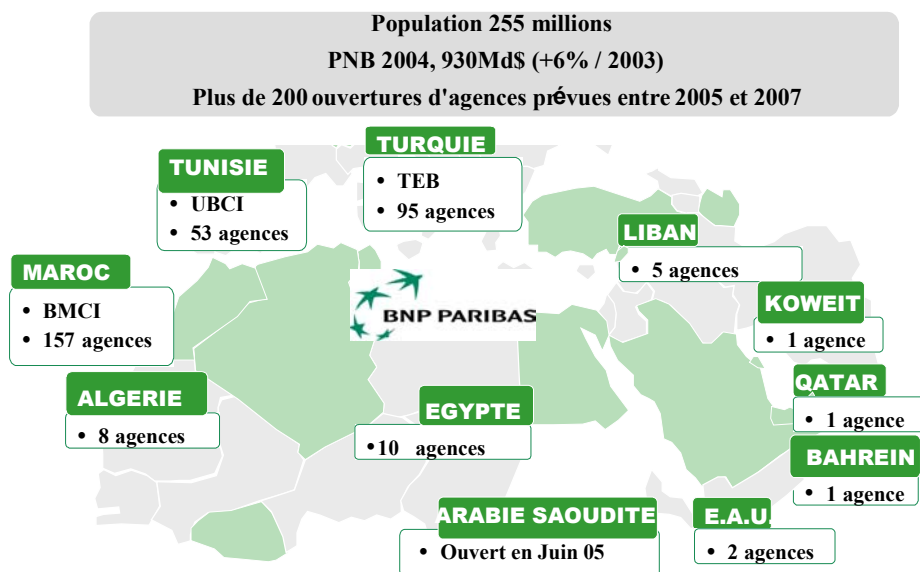 Population 255 millions
PNB 2004, 930Md$ (+6% / 2003)
Plus de 200 ouvertures d'agences prévues entre 2005 et 2007
TURQUIE
• TEB
• 95 agences
TUNISIE
• UBCI
• 53 agences
LIBAN
• 5 agences
MAROC
• BMCI
• 157 agences
BNP PARIBAS
KOWEIT
• 1 agence
ALGERIE
• 8 agences
EGYPTE
•10 agences
QATAR
• 1 agence
BAHREIN
• 1 agence
ARABIE SAOUDITE
• Ouvert en Juin 05
E.A.U.
• 2 agences